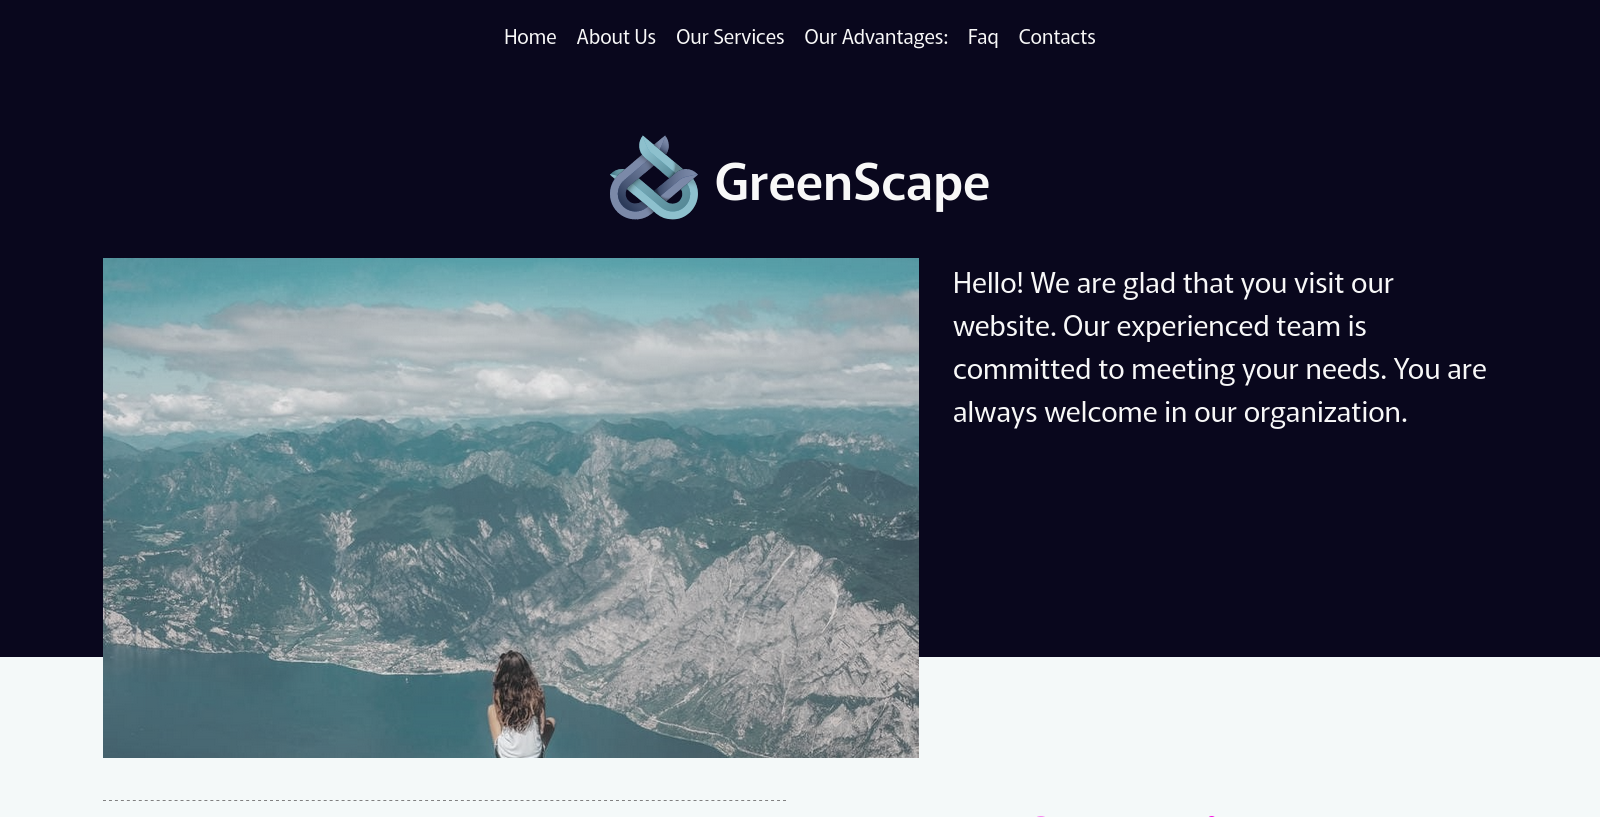 Home About Us Our Services Our Advantages: Faq Contacts
GreenScape
Hello! We are glad that you visit our
website. Our experienced team is
committed to meeting your needs. You are
always welcome in our organization.